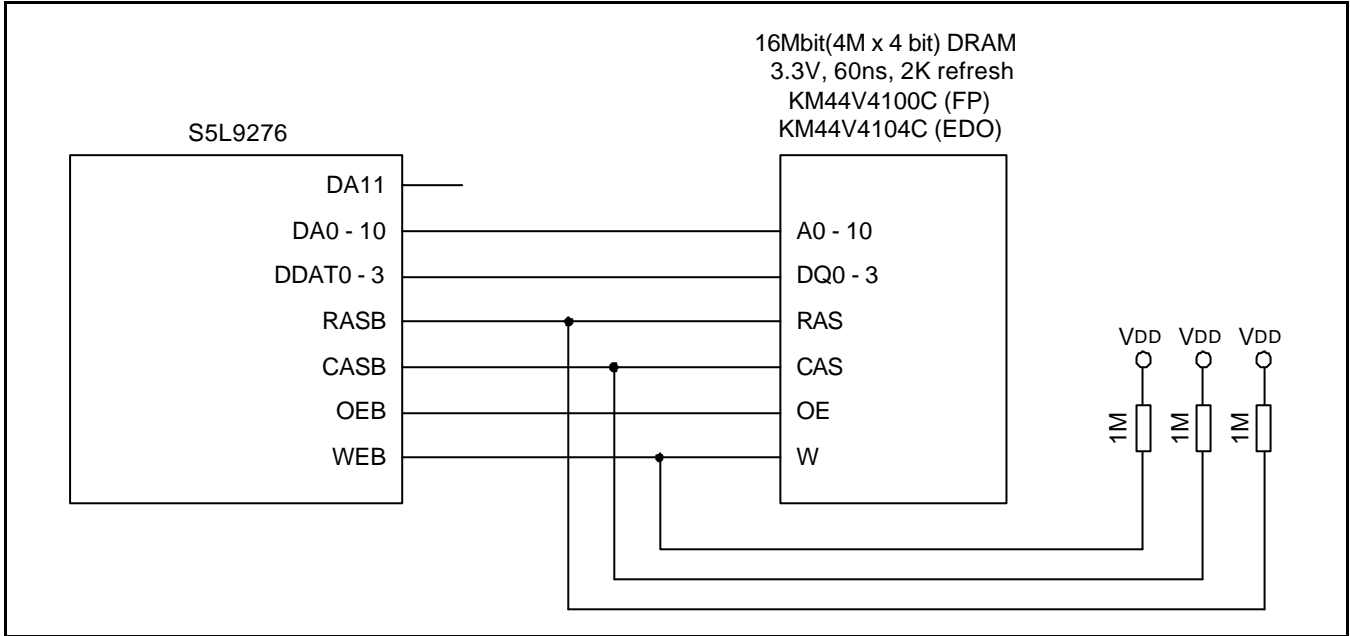 16Mbit(4M x 4 bit) DRAM
3.3V, 60ns, 2K refresh
KM44V4100C (FP)
KM44V4104C (EDO)
S5L9276
DA11
DA0 - 10
A0 - 10
DDAT0 - 3
DQ0 - 3
RASB
RAS
CASB
CAS
OEB
OE
WEB
W
VDD VDD VDD
1M 1M 1M